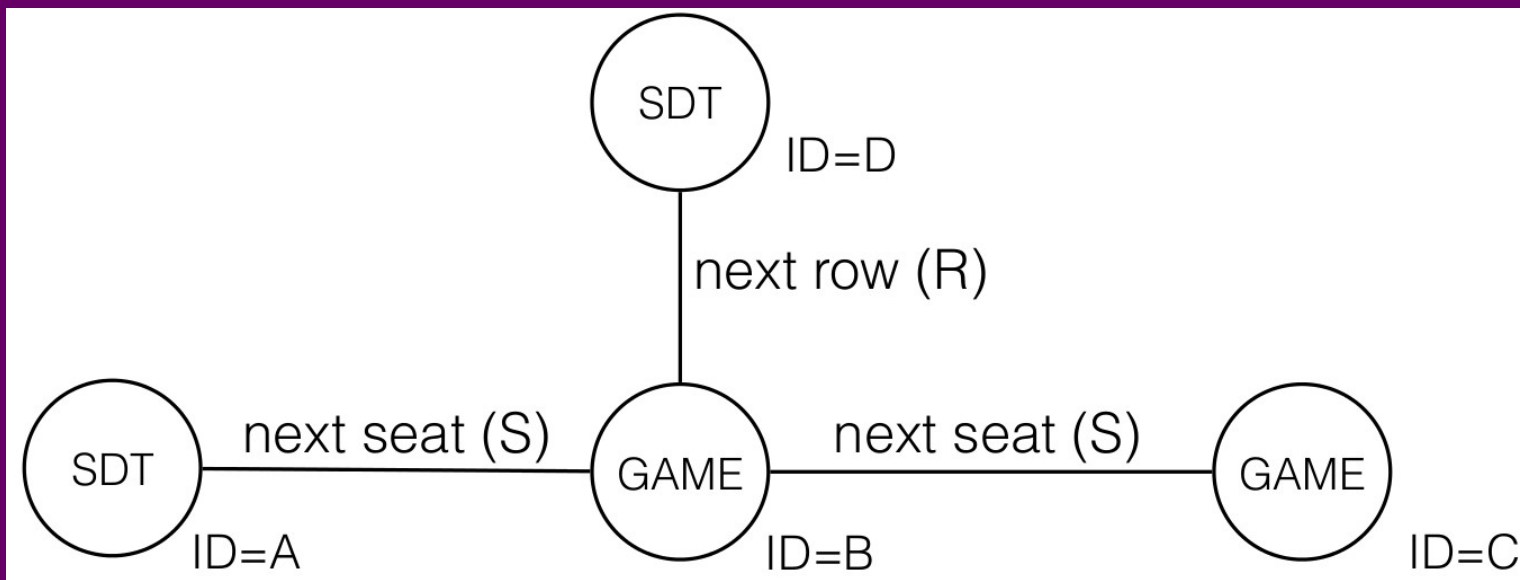 SDT
ID=D
next row (R)
next seat (S)
next seat (S)
SDT
GAME
GAME
ID=A
ID=B
ID=C